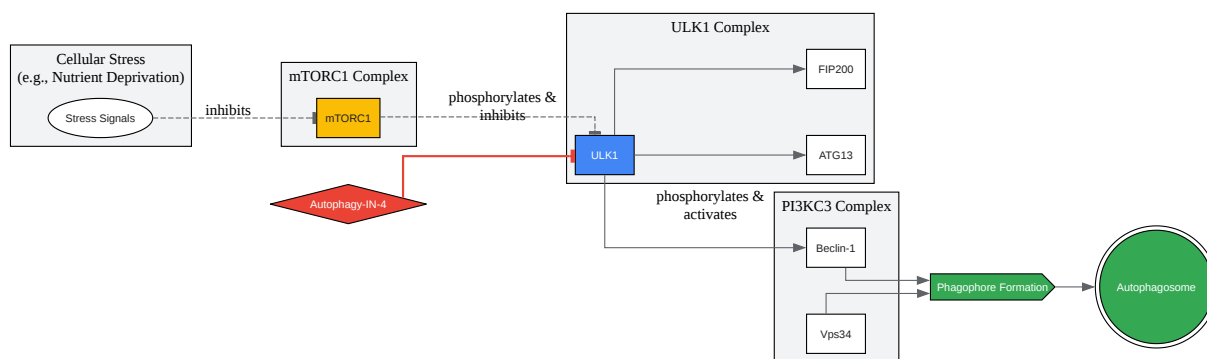 Cellular Stress
(e.g., Nutrient Deprivation)
Stress Signals
inhibits
mTORC1 Complex
mTORC1
phosphorylates &
inhibits
Autophagy-IN-4
ULK1 Complex
FIP200
ULK1
ATG13
phosphorylates &
activates
PI3KC3 Complex
Beclin-1
Vps34
Phagophore Formation
Autophagosome